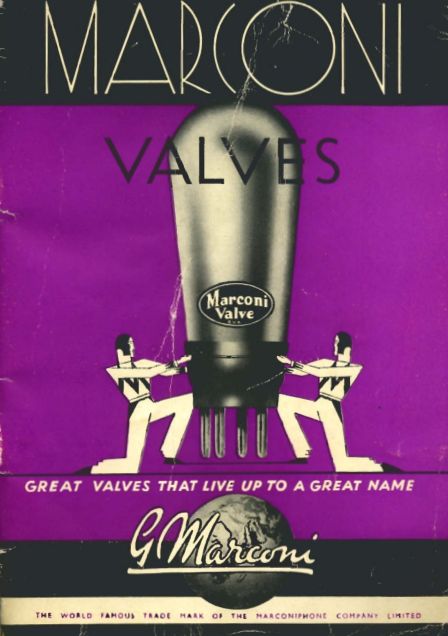 MARCONI
VALVES
Marconi
Valve
GREAT VALVES THAT LIVE UP TO A GREAT NAME
G Marconi
THE WORLD FAMOUS TRADE MARK OF THE MARCONIPHONE COMPANY LIMITED